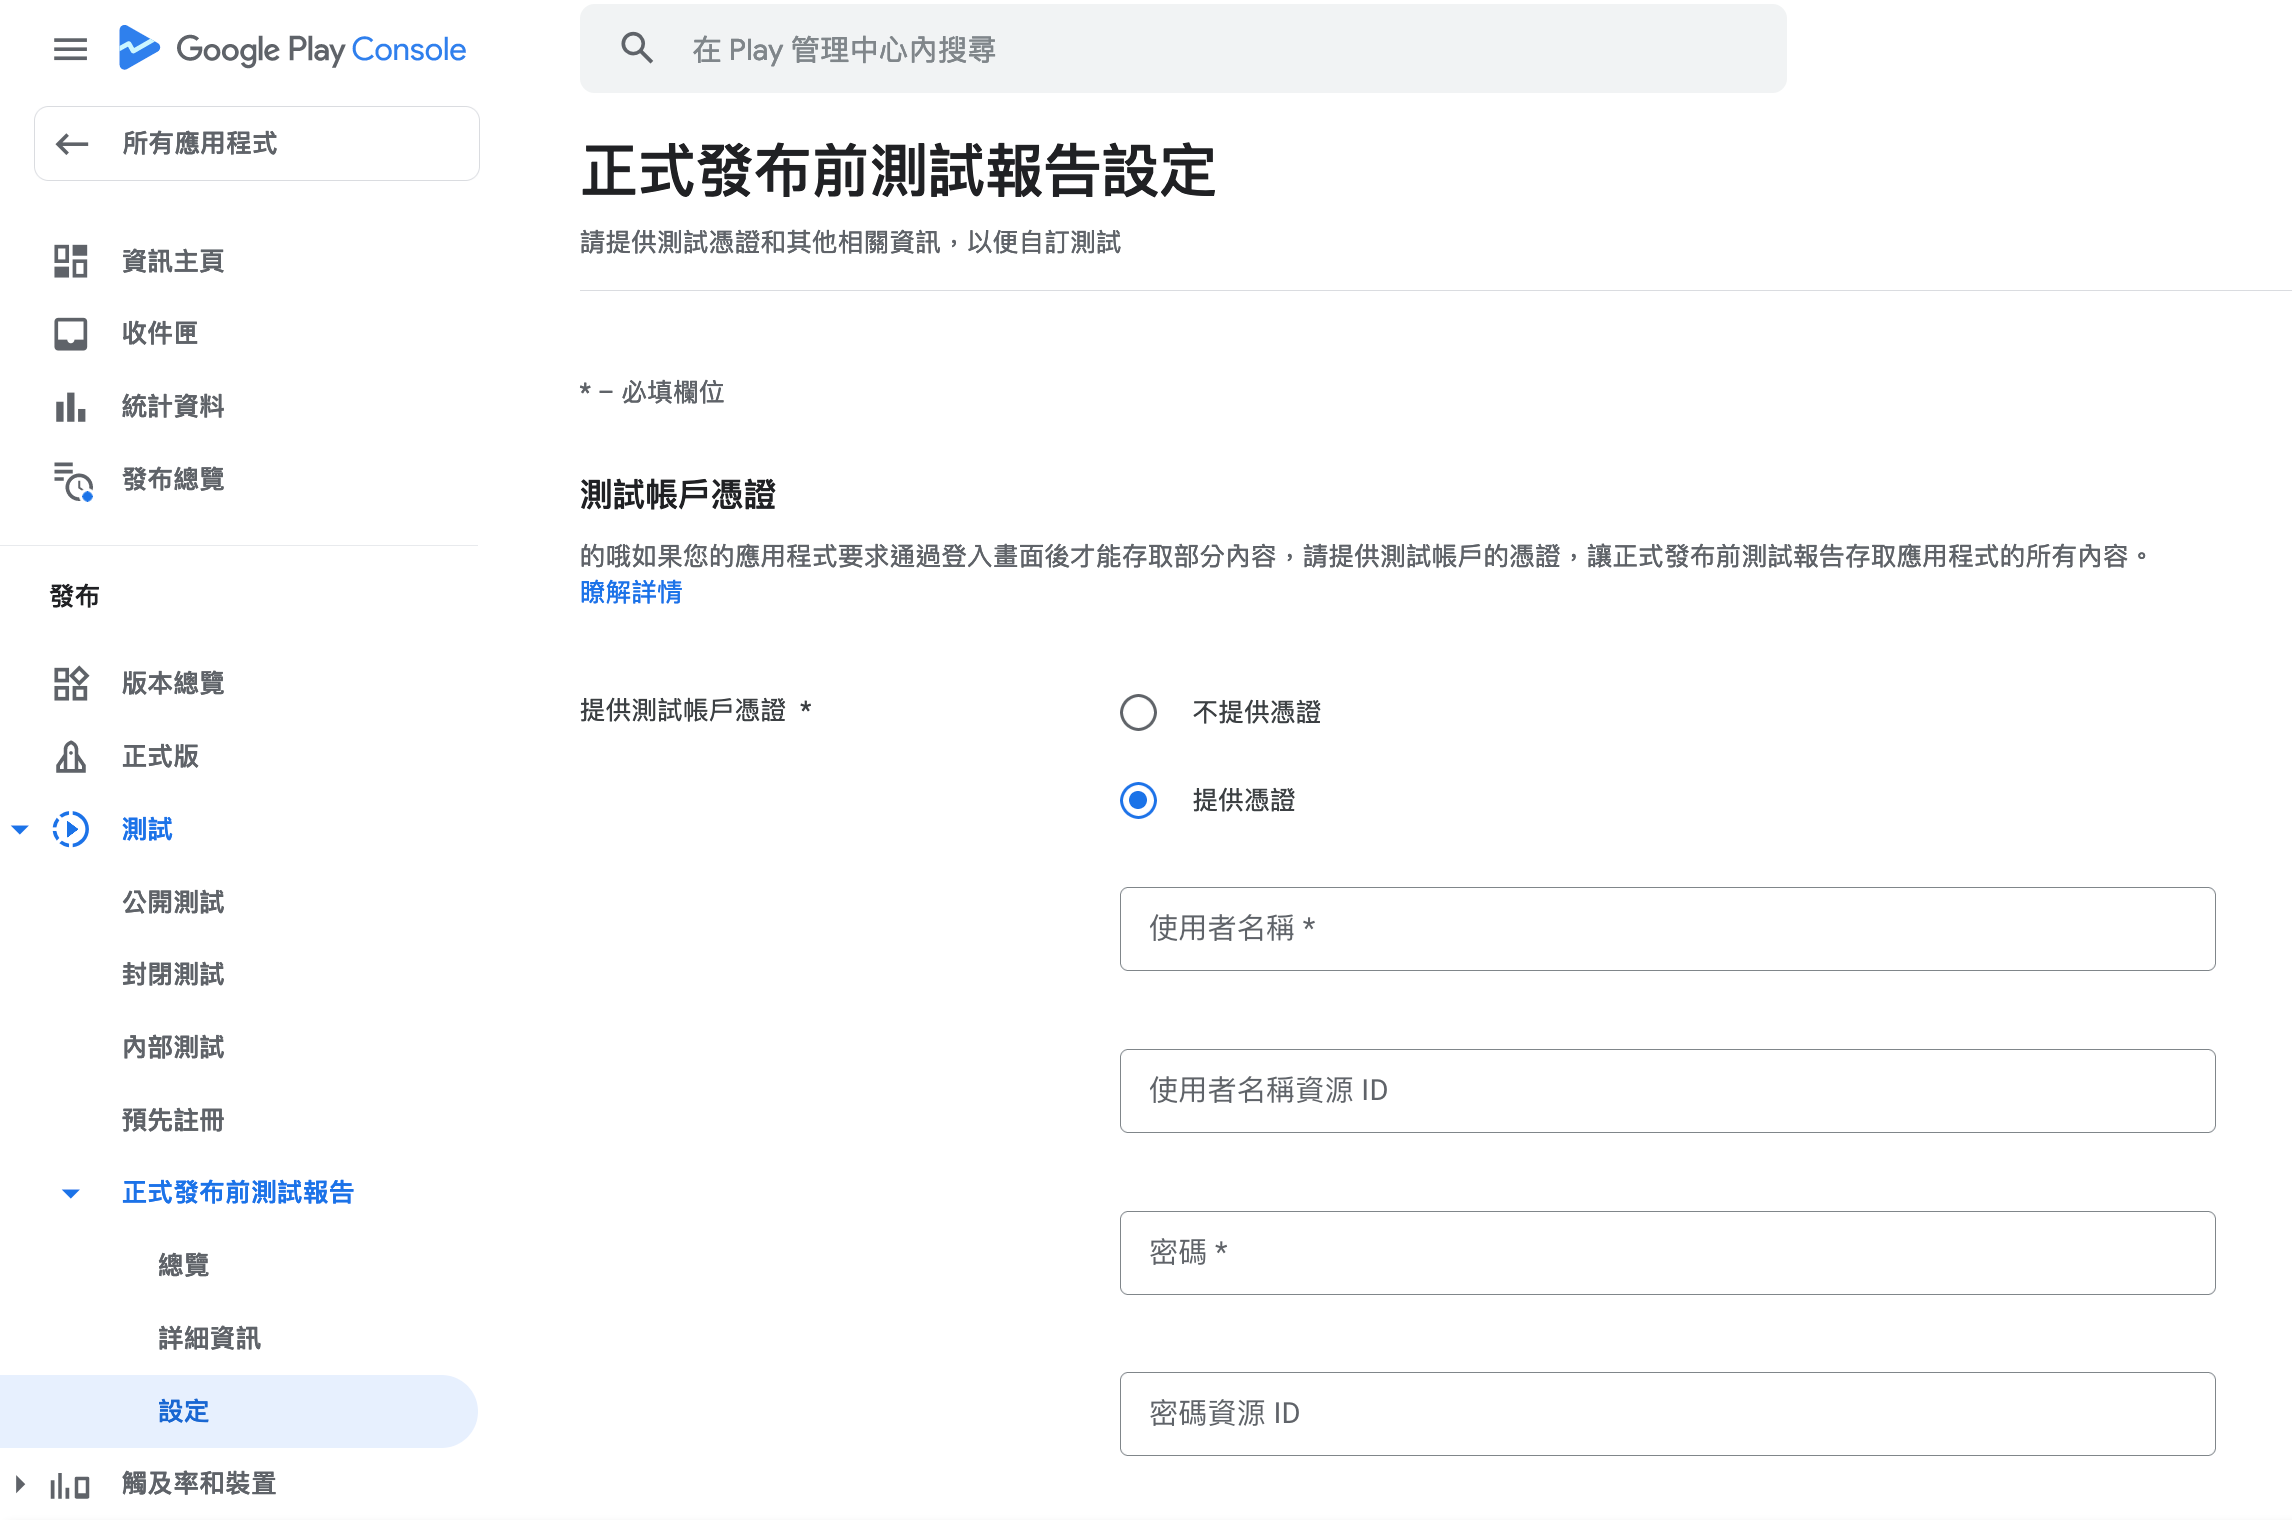 Google Play Console
在 Play 管理中心內搜尋
所有應用程式
資訊主頁
收件匣
統計資料
發布總覽
發布
版本總覽
正式版
測試
公開測試
封閉測試
內部測試
預先註冊
正式發布前測試報告
總覽
詳細資訊
設定
觸及率和裝置
正式發布前測試報告設定
請提供測試憑證和其他相關資訊，以便自訂測試
* – 必填欄位
測試帳戶憑證
的哦如果您的應用程式要求通過登入畫面後才能存取部分內容，請提供測試帳戶的憑證，讓正式發布前測試報告存取應用程式的所有內容。
瞭解詳情
提供測試帳戶憑證 *
不提供憑證
提供憑證
使用者名稱 *
使用者名稱資源 ID
密碼 *
密碼資源 ID